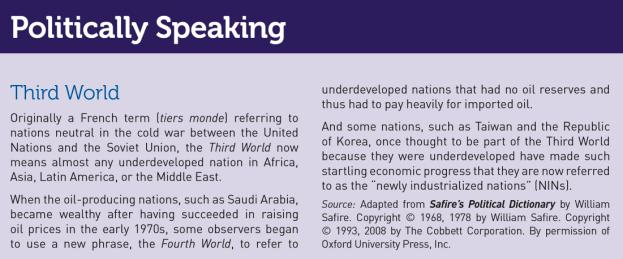 Politically Speaking
Third World
Originally a French term (tiers monde) referring to
nations neutral in the cold war between the United
Nations and the Soviet Union, the Third World now
means almost any underdeveloped nation in Africa,
Asia, Latin America, or the Middle East.
When the oil-producing nations, such as Saudi Arabia,
became wealthy after having succeeded in raising
oil prices in the early 1970s, some observers began
to use a new phrase, the Fourth World, to refer to
underdeveloped nations that had no oil reserves and
thus had to pay heavily for imported oil.
And some nations, such as Taiwan and the Republic
of Korea, once thought to be part of the Third World
because they were underdeveloped have made such
startling economic progress that they are now referred
to as the “newly industrialized nations” (NINs).
Source: Adapted from Safire’s Political Dictionary by William
Safire. Copyright © 1968, 1978 by William Safire. Copyright
© 1993, 2008 by The Cobbett Corporation. By permission of
Oxford University Press, Inc.